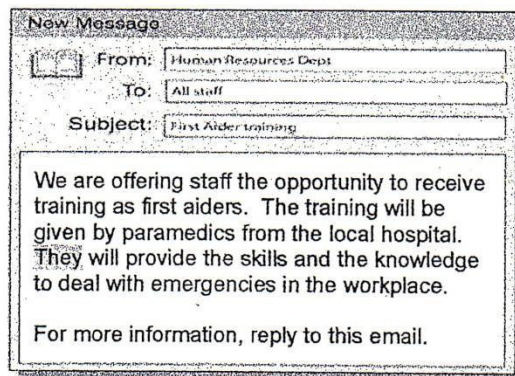 New Message
From: Human Resources Dept
To: All staff
Subject: First Aider training
We are offering staff the opportunity to receive
training as first aiders. The training will be
given by paramedics from the local hospital.
They will provide the skills and the knowledge
to deal with emergencies in the workplace.
For more information, reply to this email.